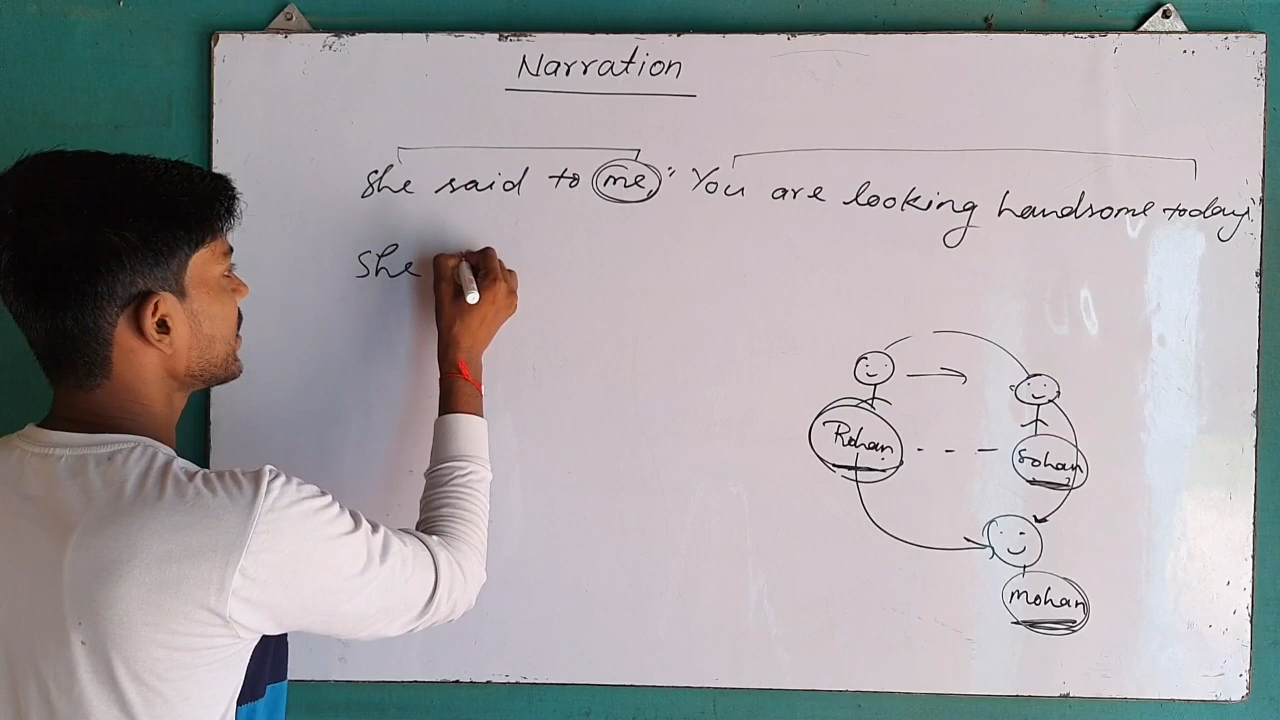 Narration
She said to me, "You are looking handsome today."
She
Rohan
Sohan
Mohan